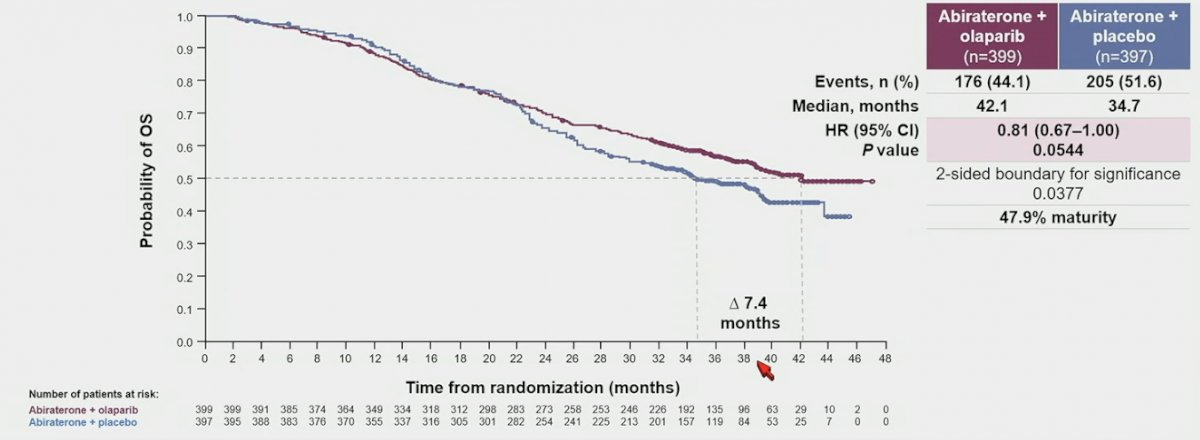 Abiraterone +
olaparib
(n=399)
Abiraterone +
placebo
(n=397)
Events, n (%) 176 (44.1) 205 (51.6)
Median, months 42.1 34.7
HR (95% CI) 0.81 (0.67–1.00)
P value 0.0544
2-sided boundary for significance
0.0377
47.9% maturity
Probability of OS
1.0
0.9
0.8
0.7
0.6
0.5
0.4
0.3
0.2
0.1
0.0
Δ 7.4
months
0 2 4 6 8 10 12 14 16 18 20 22 24 26 28 30 32 34 36 38 40 42 44 46 48
Time from randomization (months)
Number of patients at risk:
Abiraterone + olaparib 399 399 391 385 374 364 349 334 318 312 298 283 273 258 253 246 226 192 135 96 63 29 10 2 0
Abiraterone + placebo 397 395 388 383 376 370 355 337 316 305 301 282 254 241 225 213 201 157 119 84 53 25 7 0 0